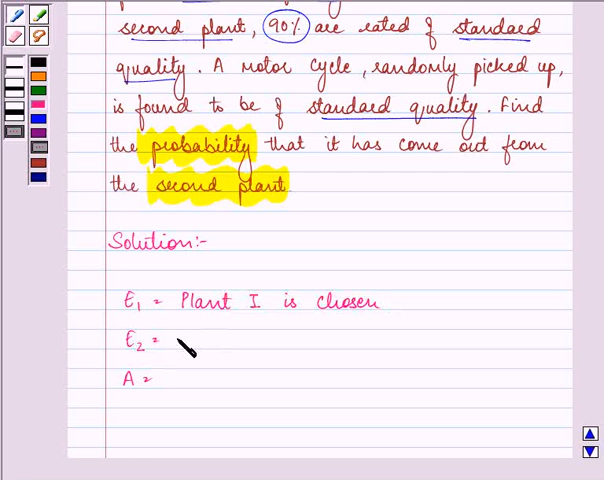 second plant, 90% are rated of standard
quality. A motor cycle, randomly picked up,
is found to be of standard quality. Find
the probability that it has come out from
the second plant.
Solution:-
E1 = Plant I is chosen
E2 =
A =